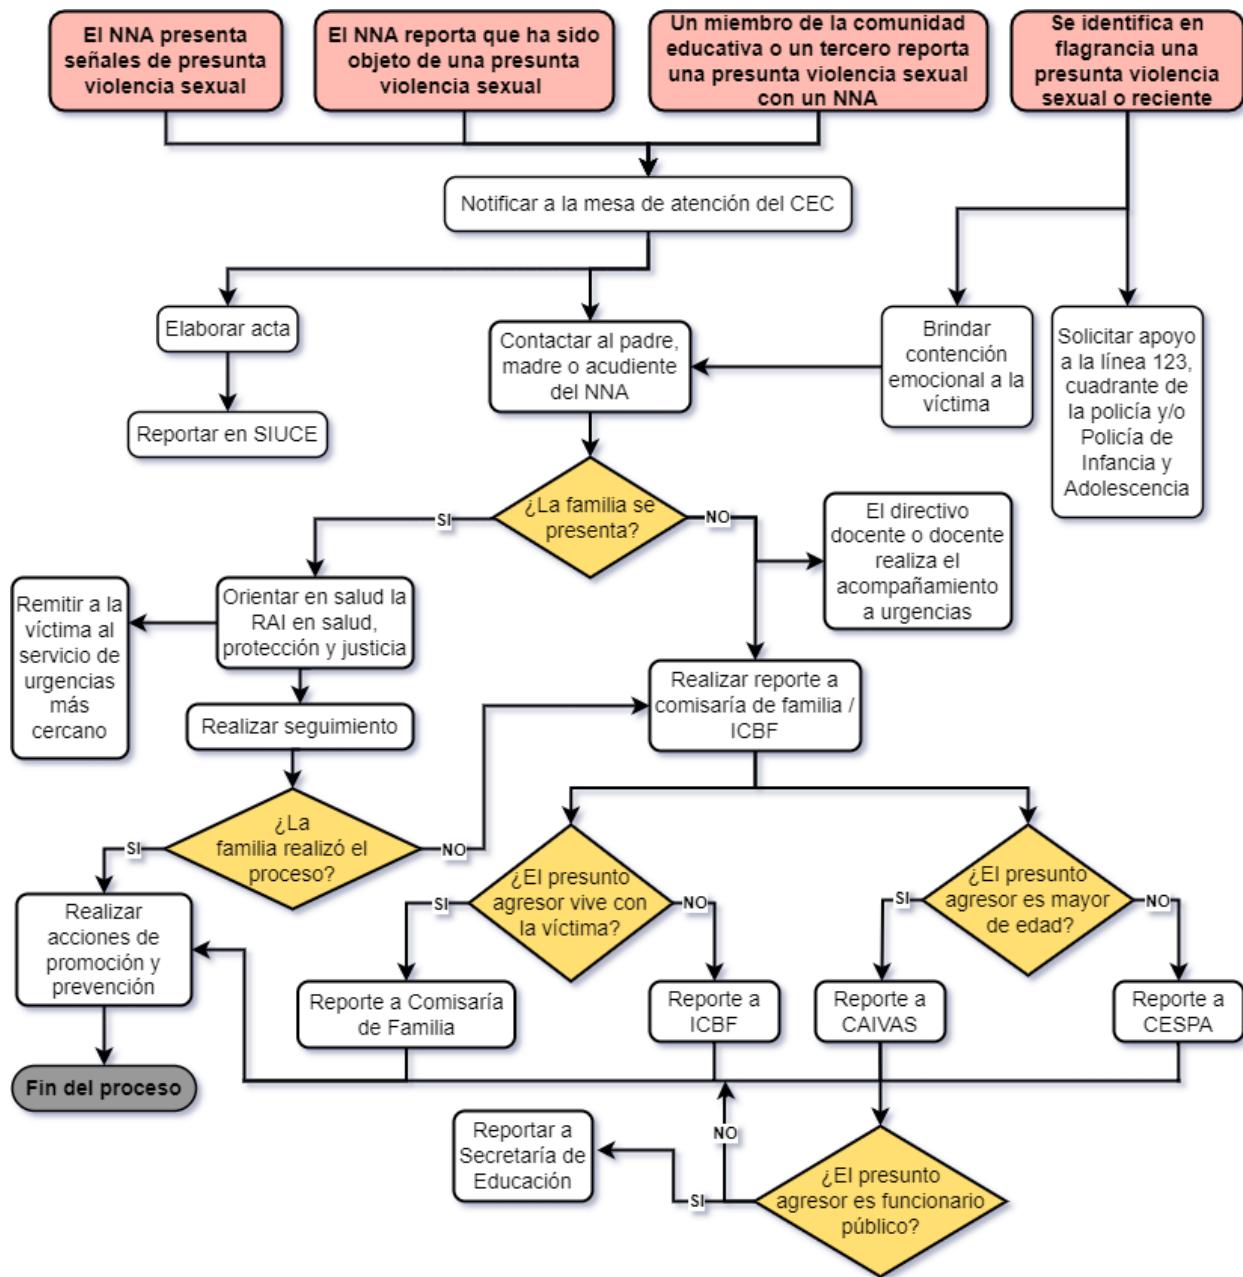 El NNA presenta
señales de presunta
violencia sexual
El NNA reporta que ha sido
objeto de una presunta
violencia sexual
Un miembro de la comunidad
educativa o un tercero reporta
una presunta violencia sexual
con un NNA
Se identifica en
flagrancia una
presunta violencia
sexual o reciente
Notificar a la mesa de atención del CEC
Elaborar acta
Reportar en SIUCE
Contactar al padre,
madre o acudiente
del NNA
Brindar
contención
emocional a la
víctima
Solicitar apoyo
a la línea 123,
cuadrante de
la policía y/o
Policía de
Infancia y
Adolescencia
¿La familia se
presenta?
SI
NO
El directivo
docente o docente
realiza el
acompañamiento
a urgencias
Remitir a la
víctima al
servicio de
urgencias
más
cercano
Orientar en salud la
RAI en salud,
protección y justicia
Realizar seguimiento
Realizar reporte a
comisaría de familia /
ICBF
¿La
familia realizó el
proceso?
SI
NO
Realizar
acciones de
promoción y
prevención
Fin del proceso
¿El presunto
agresor vive con
la víctima?
SI
NO
¿El presunto
agresor es mayor
de edad?
SI
NO
Reporte a Comisaría
de Familia
Reporte a
ICBF
Reporte a
CAIVAS
Reporte a
CESPA
Reportar a
Secretaría de
Educación
NO
SI
¿El presunto
agresor es funcionario
público?